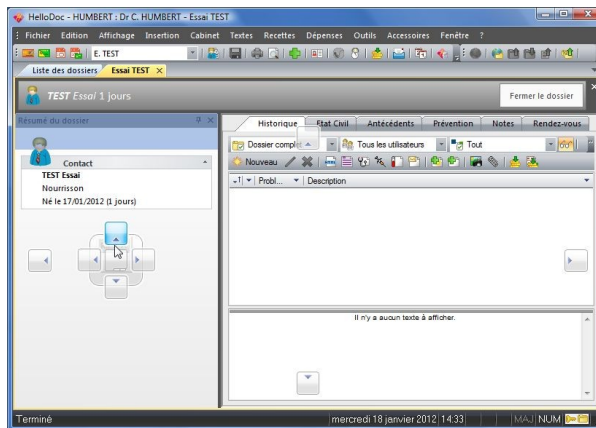 HelloDoc - HUMBERT : Dr C. HUMBERT - Essai TEST
Fichier Edition Affichage Insertion Cabinet Textes Recettes Dépenses Outils Accessoires Fenêtre ?
E. TEST
Liste des dossiers Essai TEST
TEST Essai 1 jours
Fermer le dossier
Résumé du dossier
Historique Etat Civil Antécédents Prévention Notes Rendez-vous
Dossier complet Tous les utilisateurs Tout
Nouveau
Contact
TEST Essai
Nourrisson
Né le 17/01/2012 (1 jours)
Probl... Description
Il n'y a aucun texte à afficher.
Terminé mercredi 18 janvier 2012 14:33 MAJ NUM